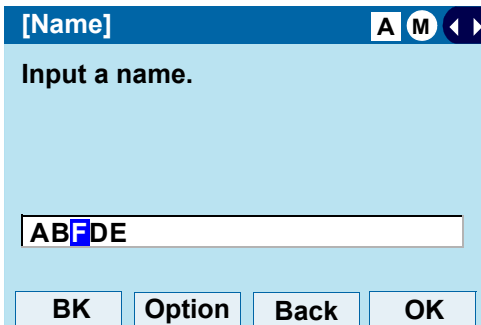 [Name] A M
Input a name.
ABFDE
BK Option Back OK